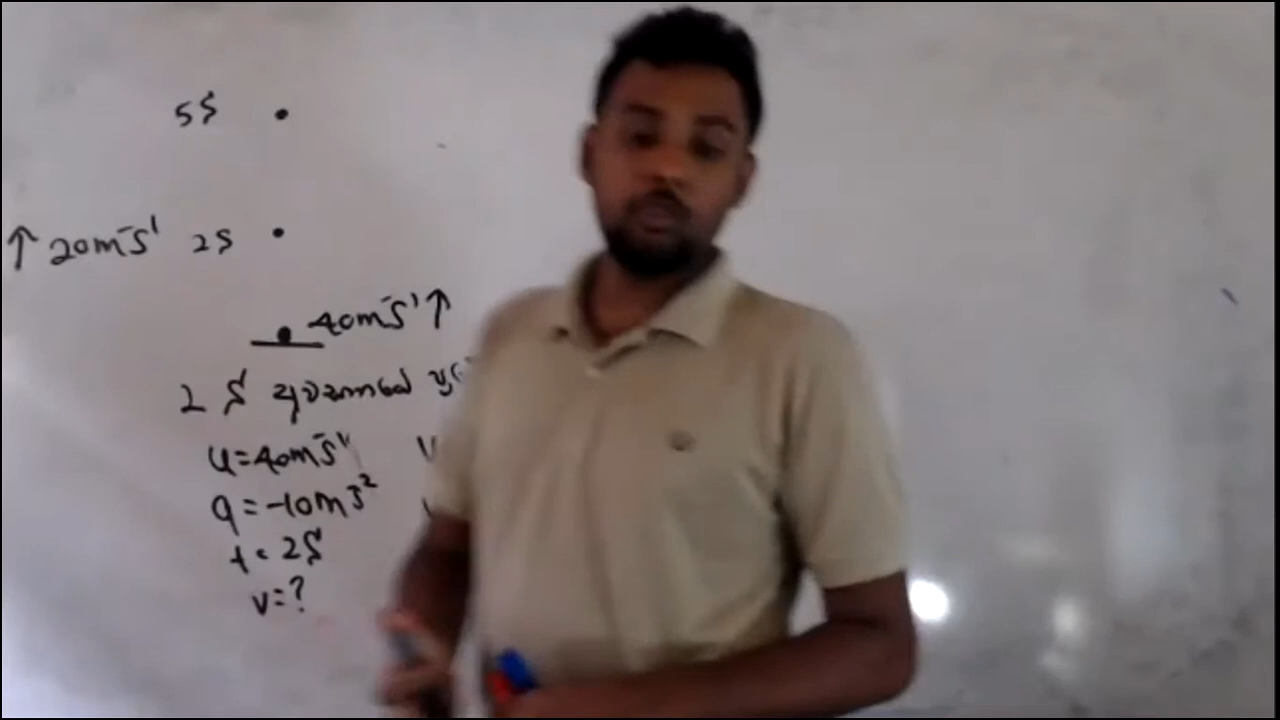 5S
↑ 20ms⁻¹ 2S
40ms⁻¹ ↑
2 S
u=40ms⁻¹
a=-10ms⁻²
t= 2S
v=?